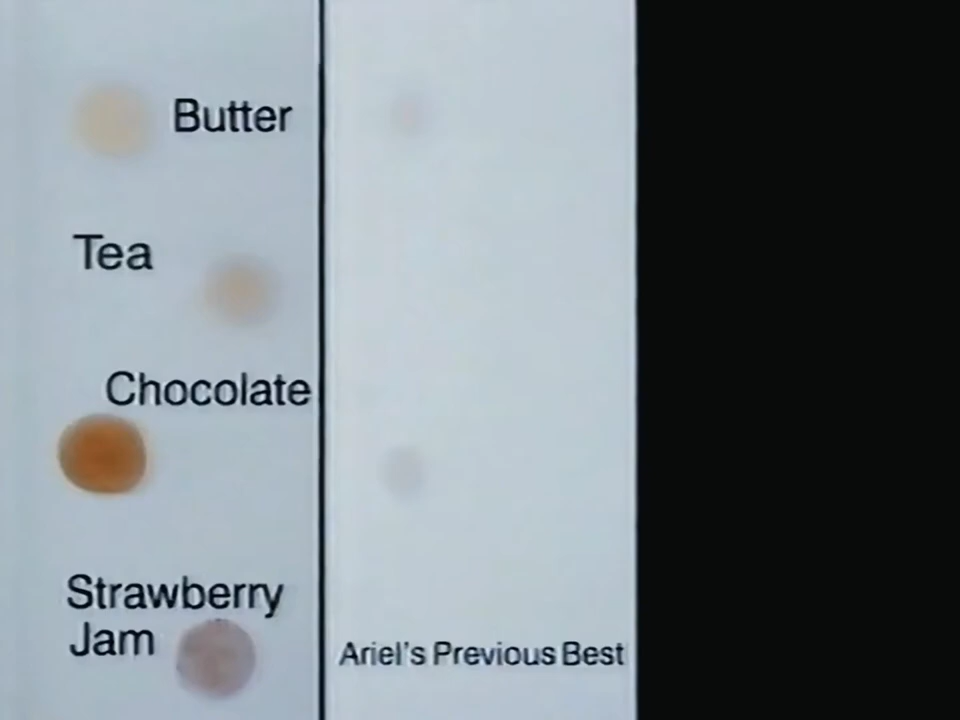 Butter
Tea
Chocolate
Strawberry
Jam
Ariel's Previous Best